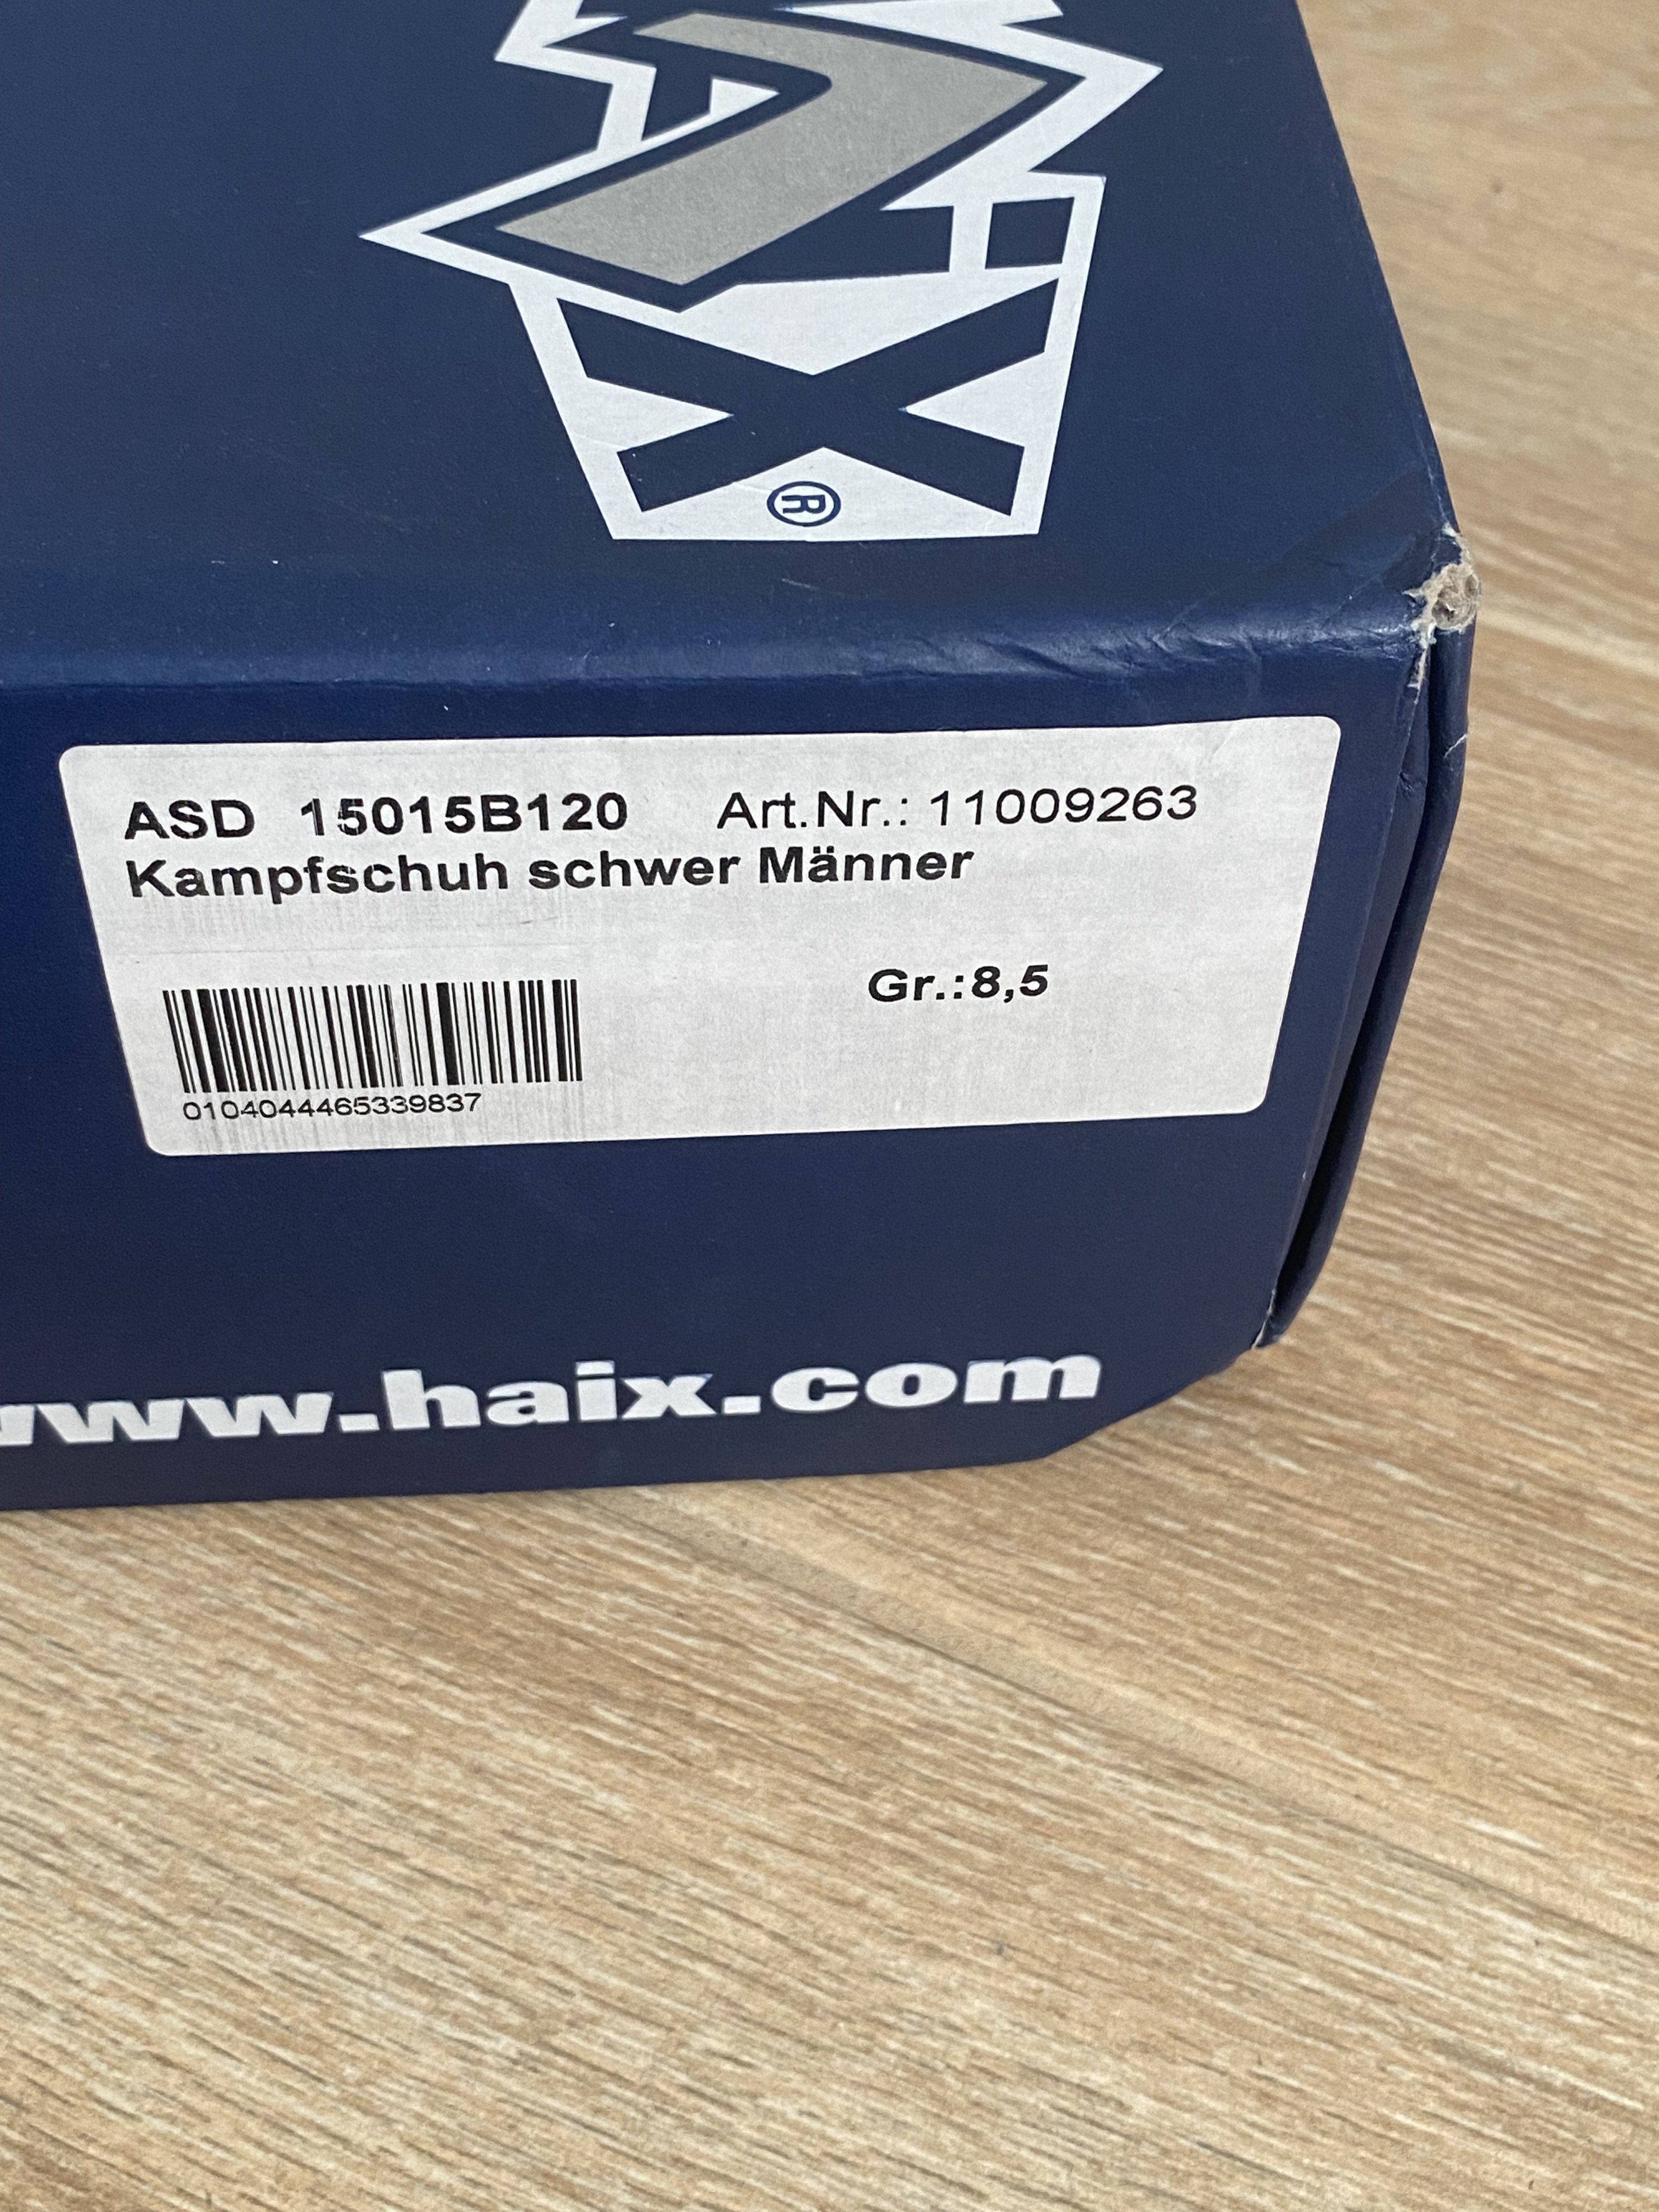 X
®
ASD 15015B120 Art.Nr.: 11009263
Kampfschuh schwer Männer
Gr.:8,5
0104044465339837
www.haix.com